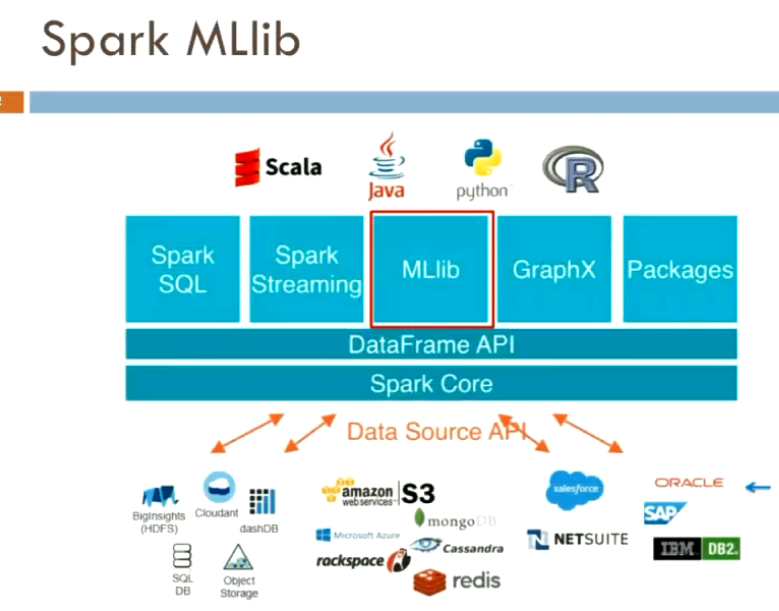 Spark MLlib
Scala
Java
python
R
Spark
SQL
Spark
Streaming
MLlib
GraphX
Packages
DataFrame API
Spark Core
Data Source API
BigInsights
(HDFS)
Cloudant
dashDB
SQL
DB
Object
Storage
amazon
webservices
S3
mongoDB
Microsoft Azure
Cassandra
rackspace
redis
salesforce
NETSUITE
ORACLE
SAP
IBM DB2.